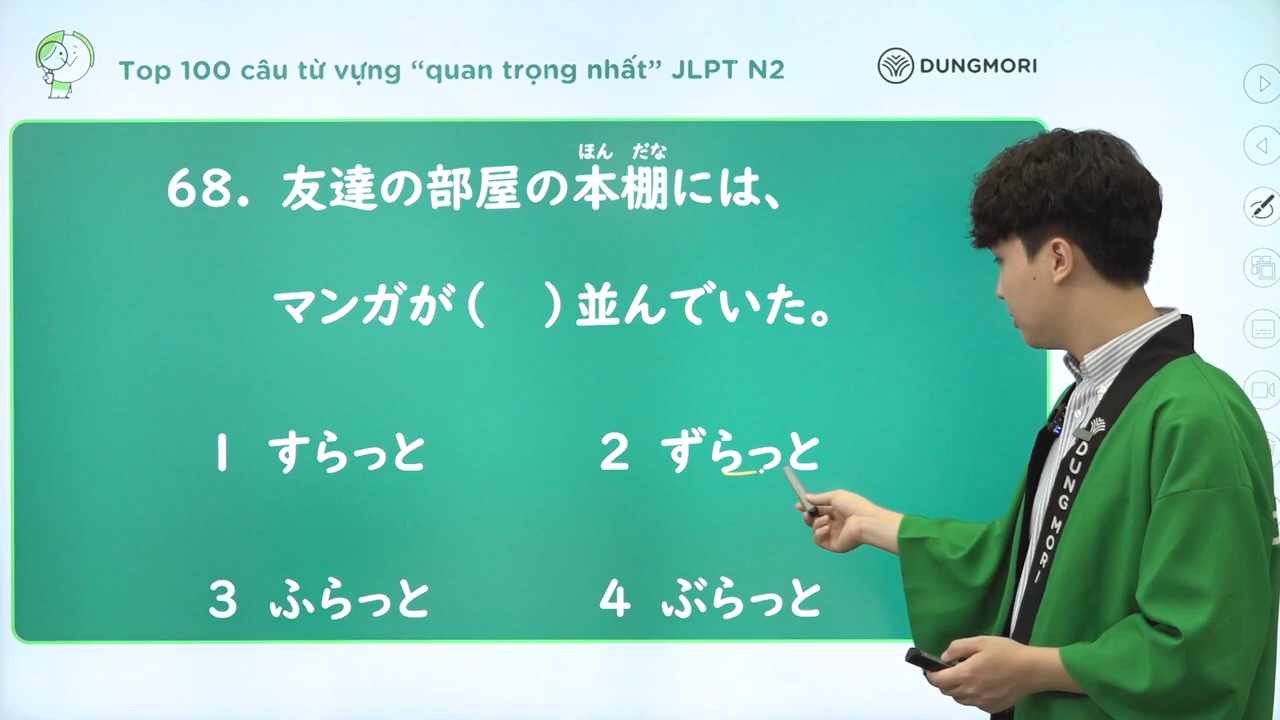 Top 100 câu từ vựng “quan trọng nhất” JLPT N2
DUNGMORI
ほん だな
68. 友達の部屋の本棚には、
マンガが(　)並んでいた。
1 すらっと
2 ずらっと
3 ふらっと
4 ぶらっと
DUNGMORI